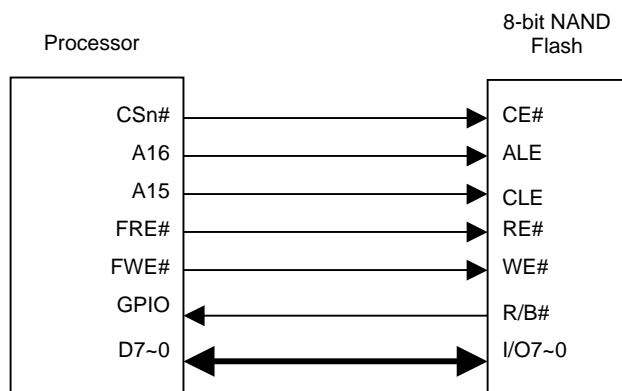 Processor
8-bit NAND
Flash
CSn#
CE#
A16
ALE
A15
CLE
FRE#
RE#
FWE#
WE#
GPIO
R/B#
D7~0
I/O7~0